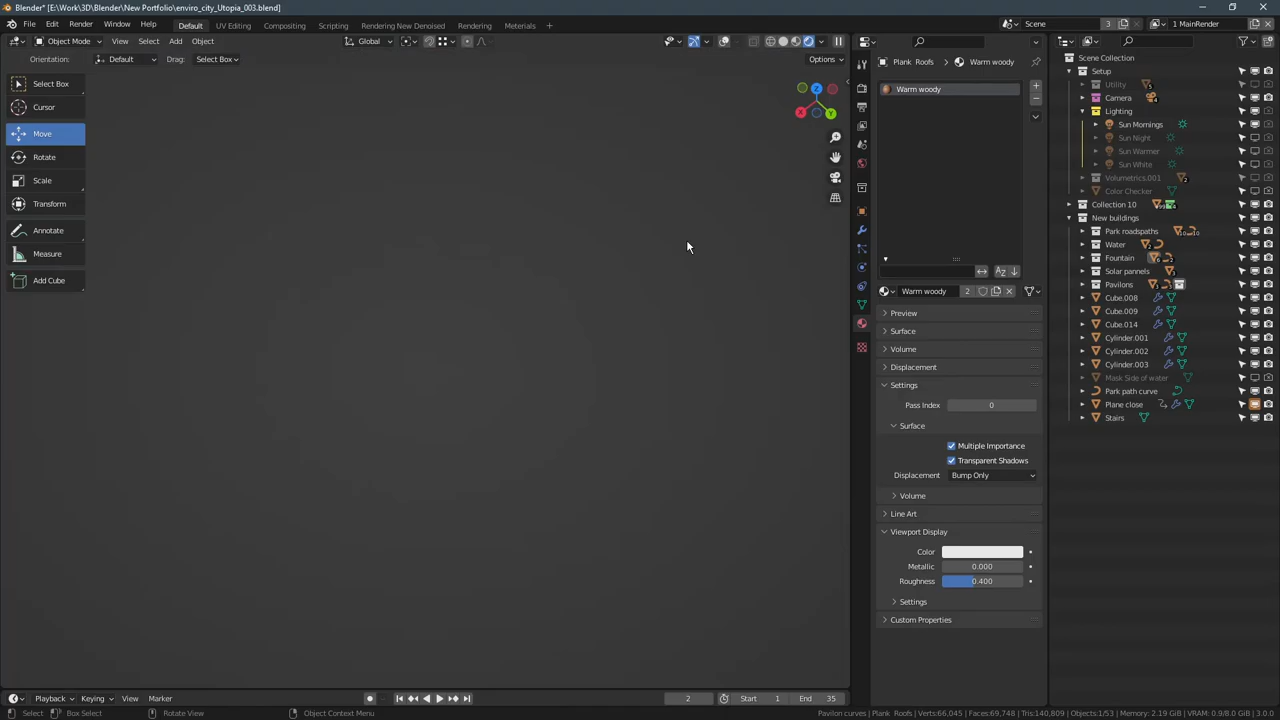 Blender* [E:\Work\3D\Blender\New Portfolio\enviro_city_Utopia_003.blend]
File Edit Render Window Help Default UV Editing Compositing Scripting Rendering New Denoised Rendering Materials + Scene 3 1 MainRender
Object Mode View Select Add Object Global
Orientation: Default Drag: Select Box Options
Select Box
Cursor
Move
Rotate
Scale
Transform
Annotate
Measure
Add Cube
Z
X
Y
Plank Roofs Warm woody
Warm woody
Warm woody 2
Preview
Surface
Volume
Displacement
Settings
Pass Index 0
Surface
Multiple Importance
Transparent Shadows
Displacement Bump Only
Volume
Line Art
Viewport Display
Color
Metallic 0.000
Roughness 0.400
Settings
Custom Properties
Scene Collection
Setup
Utility 5
Camera 4
Lighting
Sun Mornings
Sun Night
Sun Warmer
Sun White
Volumetrics.001 2
Color Checker
Collection 10
New buildings
Park roadspaths
Water
Fountain
Solar pannels
Pavilons
Cube.008
Cube.009
Cube.014
Cylinder.001
Cylinder.002
Cylinder.003
Mask Side of water
Park path curve
Plane close
Stairs
Playback Keying View Marker 2 Start 1 End 35
Select Box Select Rotate View Object Context Menu Pavilon curves | Plank Roofs | Verts:66,045 | Faces:69,748 | Tris:140,809 | Objects:1/53 | Memory: 2.19 GiB | VRAM: 0.9/8.0 GiB | 3.0.0